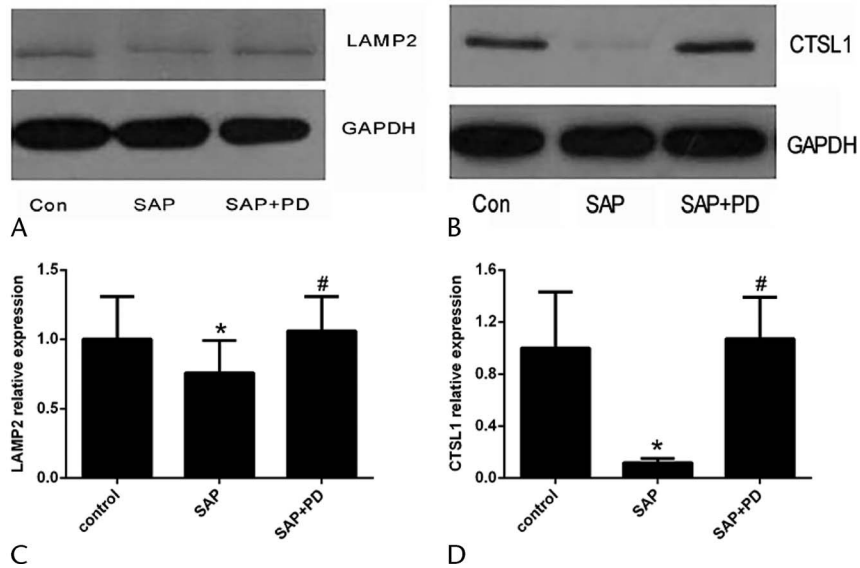 LAMP2
GAPDH
Con SAP SAP+PD
A
CTSL1
GAPDH
Con SAP SAP+PD
B
LAMP2 relative expression
1.5
1.0
0.5
0.0
* #
control SAP SAP+PD
C
CTSL1 relative expression
1.6
1.2
0.8
0.4
0.0
* #
control SAP SAP+PD
D